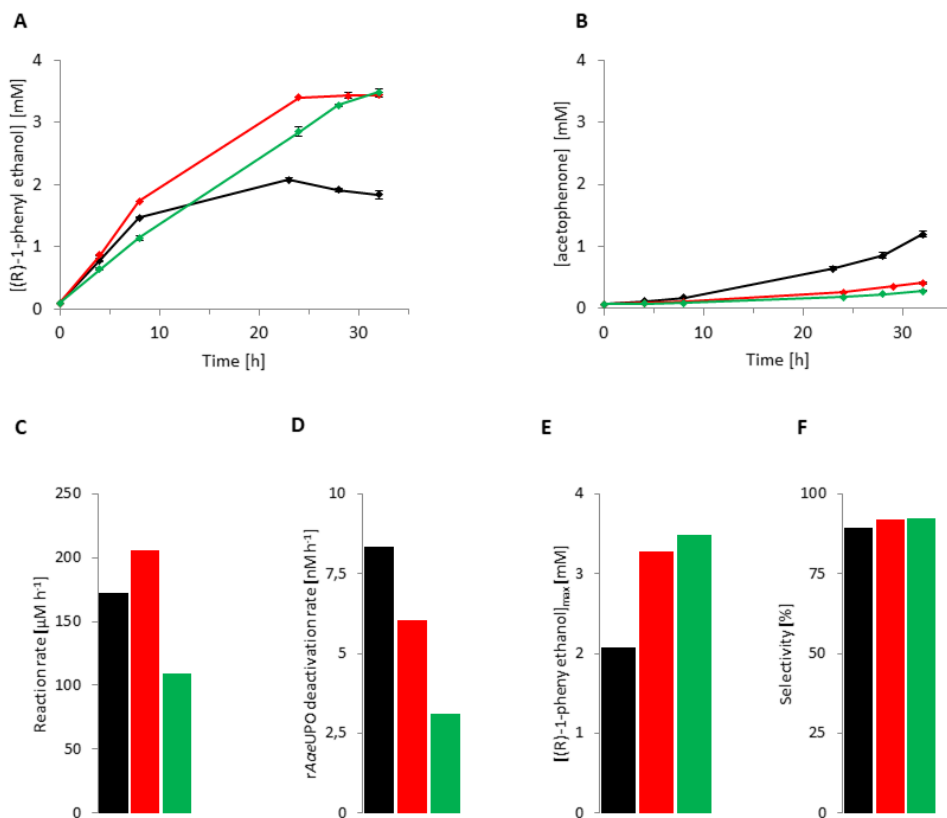 A
[(R)-1-phenyl ethanol] [mM]
4
3
2
1
0
0 10 20 30
Time [h]
B
[acetophenone] [mM]
4
3
2
1
0
0 10 20 30
Time [h]
C
Reaction rate [µM h-1]
250
200
150
100
50
0
D
rAaeUPO deactivation rate [nM h-1]
10
7,5
5
2,5
0
E
[(R)-1-pheny ethanol]max [mM]
4
3
2
1
0
F
Selectivity [%]
100
75
50
25
0